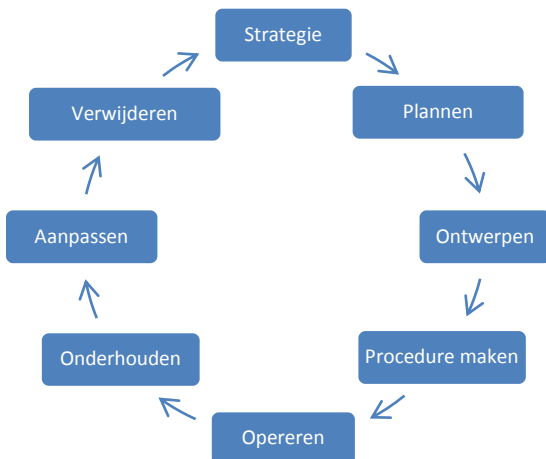 Strategie
Plannen
Ontwerpen
Procedure maken
Opereren
Onderhouden
Aanpassen
Verwijderen